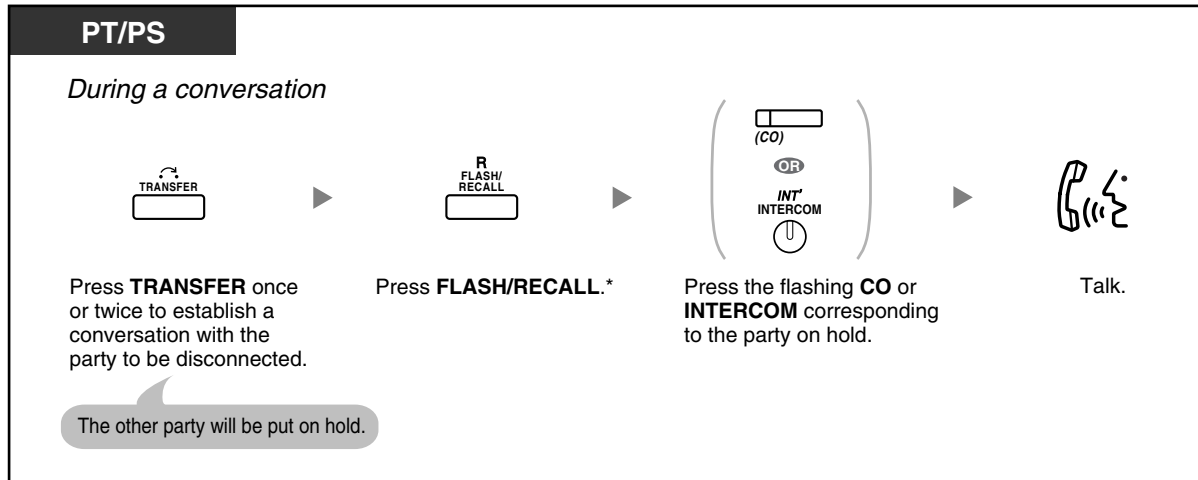 PT/PS
During a conversation
TRANSFER
R
FLASH/
RECALL
(CO)
OR
INT'
INTERCOM
Press TRANSFER once
or twice to establish a
conversation with the
party to be disconnected.
Press FLASH/RECALL.*
Press the flashing CO or
INTERCOM corresponding
to the party on hold.
Talk.
The other party will be put on hold.